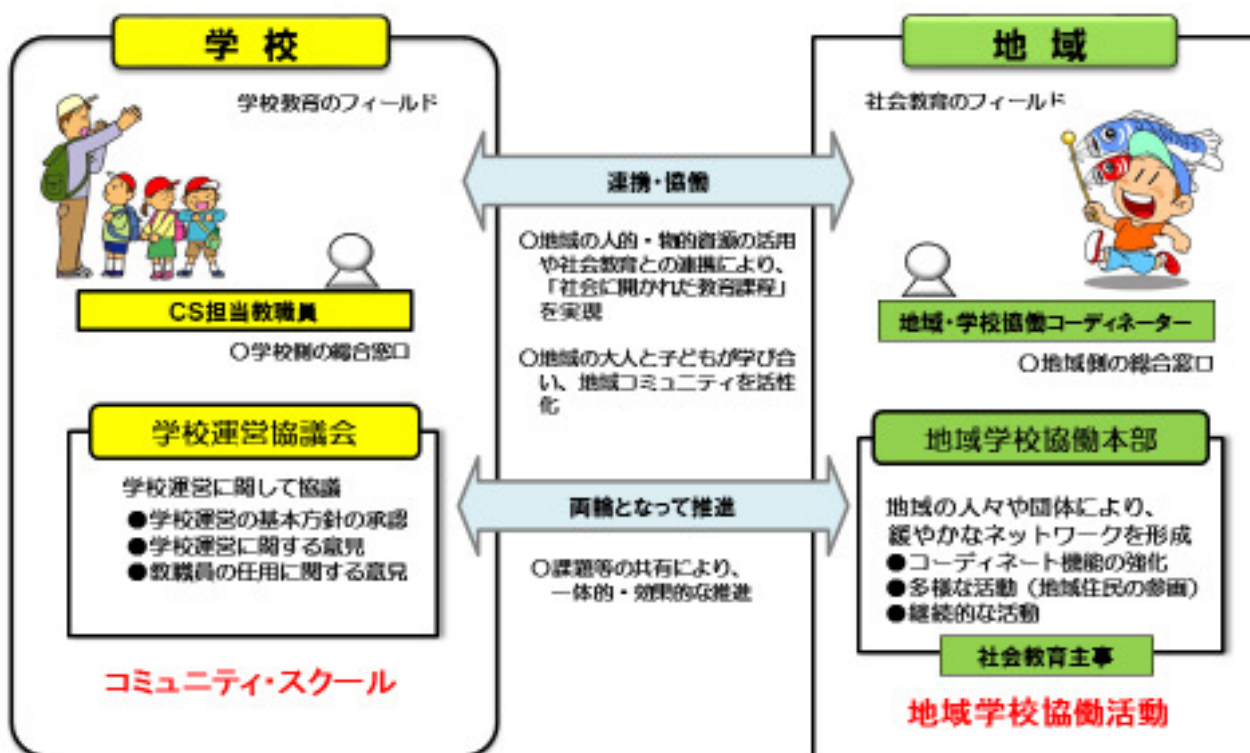 学校
学校教育のフィールド
CS担当教職員
〇学校側の総合窓口
学校運営協議会
学校運営に関して協議
●学校運営の基本方針の承認
●学校運営に関する意見
●教職員の任用に関する意見
コミュニティ・スクール
連携・協働
〇地域の人的・物的資源の活用
や社会教育との連携により、
「社会に開かれた教育課程」
を実現
〇地域の大人と子どもが学び合
い、地域コミュニティを活性
化
両輪となって推進
〇課題等の共有により、
一体的・効果的な推進
地域
社会教育のフィールド
地域・学校協働コーディネーター
〇地域側の総合窓口
地域学校協働本部
地域の人々や団体により、
緩やかなネットワークを形成
●コーディネート機能の強化
●多様な活動（地域住民の参画）
●継続的な活動
社会教育主事
地域学校協働活動